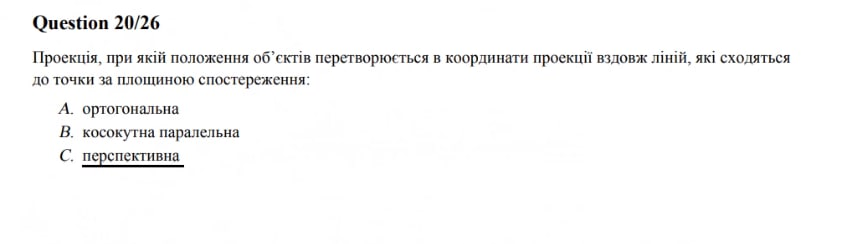 Question 20/26
Проекція, при якій положення об’єктів перетворюється в координати проекції вздовж ліній, які сходяться
до точки за площиною спостереження:
A. ортогональна
B. косокутна паралельна
C. перспективна